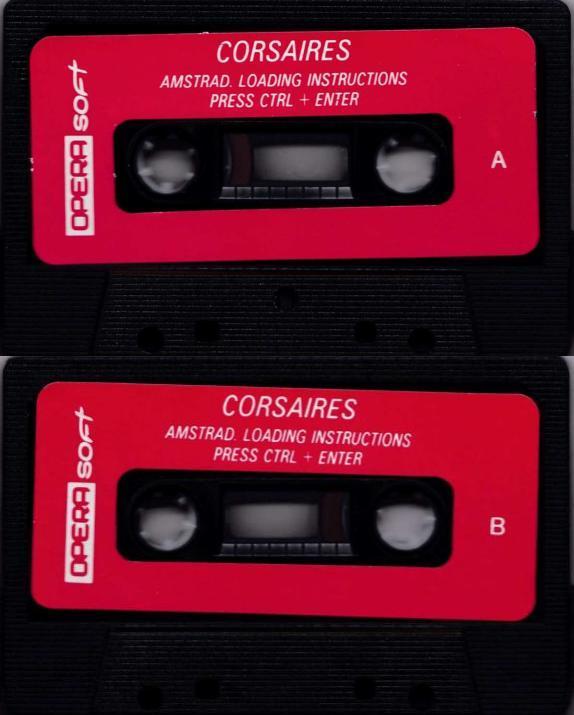 CORSAIRES
AMSTRAD. LOADING INSTRUCTIONS
PRESS CTRL + ENTER
OPERA SOFT
A
CORSAIRES
AMSTRAD. LOADING INSTRUCTIONS
PRESS CTRL + ENTER
OPERA SOFT
B